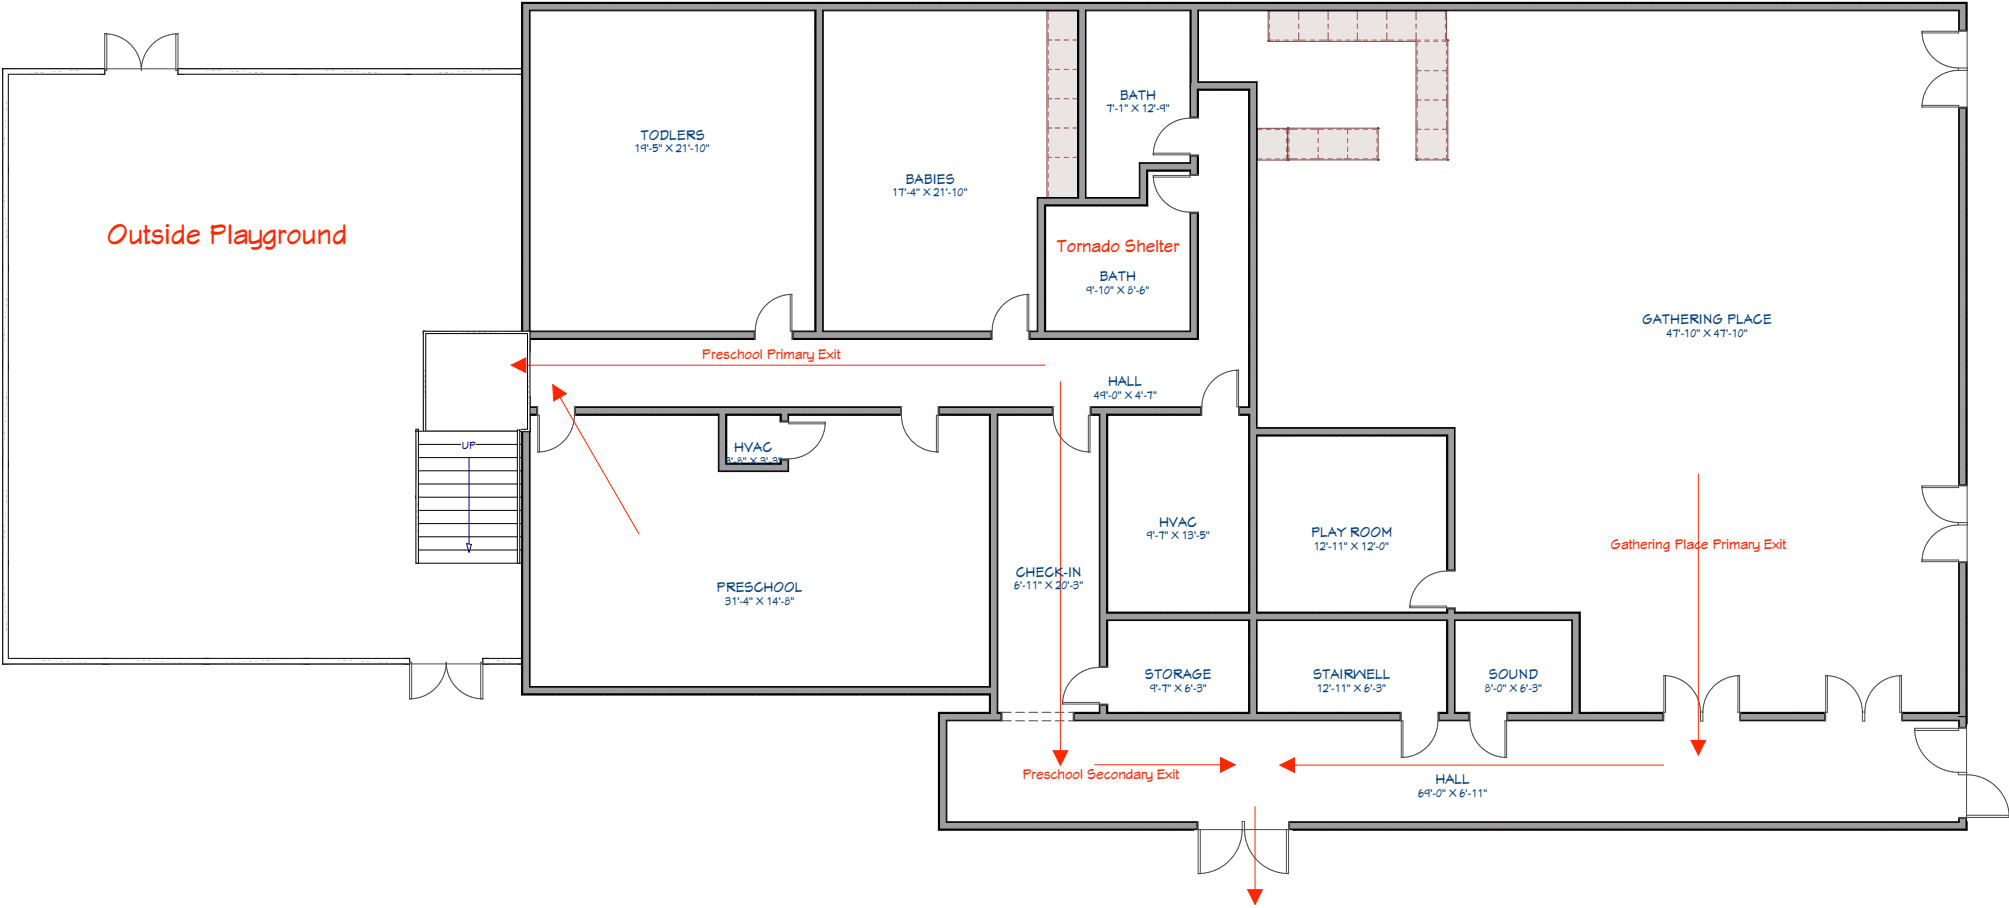 BATH
7'-1" X 12'-9"
TODLERS
19'-5" X 21'-10"
BABIES
17'-4" X 21'-10"
Outside Playground
Tornado Shelter
BATH
9'-10" X 8'-6"
GATHERING PLACE
47'-10" X 47'-10"
Preschool Primary Exit
HALL
49'-0" X 4'-7"
UP
HVAC
3'-3"
HVAC
9'-7" X 13'-5"
PLAY ROOM
12'-11" X 12'-0"
Gathering Place Primary Exit
CHECK-IN
6'-11" X 20'-3"
PRESCHOOL
31'-4" X 14'-8"
STORAGE
9'-7" X 6'-3"
STAIRWELL
12'-11" X 6'-3"
SOUND
8'-0" X 6'-3"
Preschool Secondary Exit
HALL
69'-0" X 6'-11"